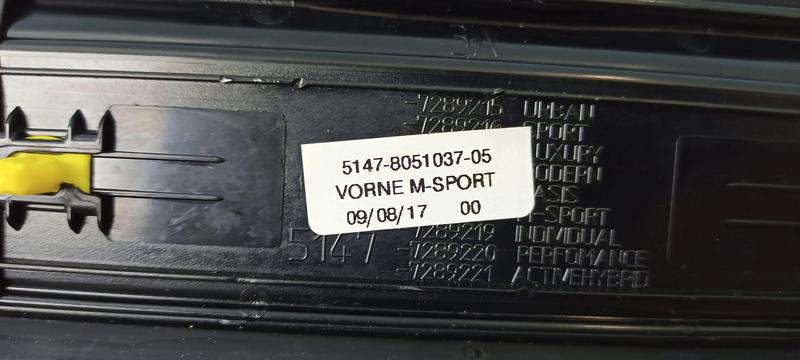 3A
-7289215 URBAN
-7289216 SPORT
LUXURY
MODERN
BASIS
M-SPORT
5147-8051037-05
VORNE M-SPORT
09/08/17 00
5147
-7289219 INDIVIDUAL
-7289220 PERFOMANCE
-7289221 ACTIVEHYBRID